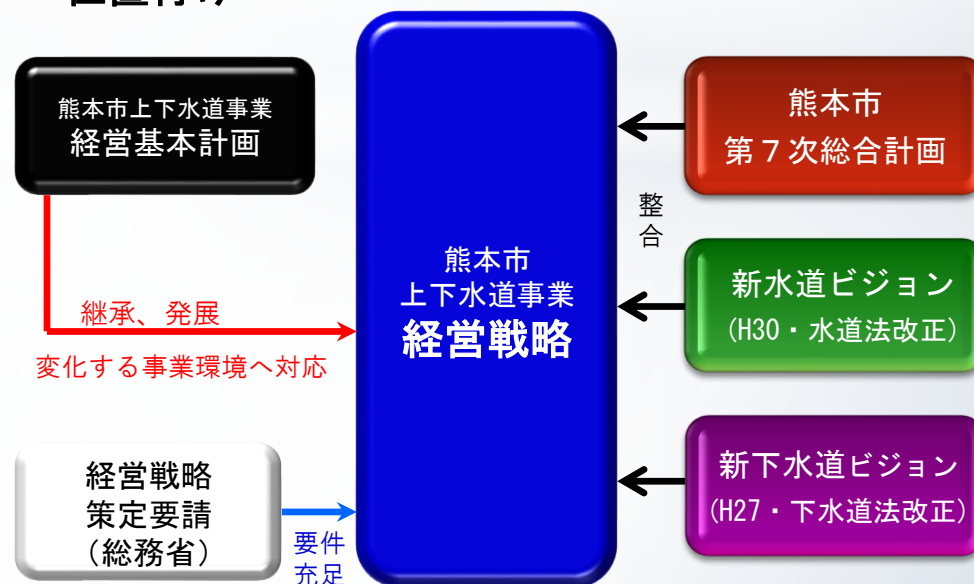 熊本市上下水道事業
経営基本計画
継承、発展
変化する事業環境へ対応
経営戦略
策定要請
（総務省）
要件
充足
熊本市
上下水道事業
経営戦略
整
合
熊本市
第７次総合計画
新水道ビジョン
(H30・水道法改正)
新下水道ビジョン
(H27・下水道法改正)